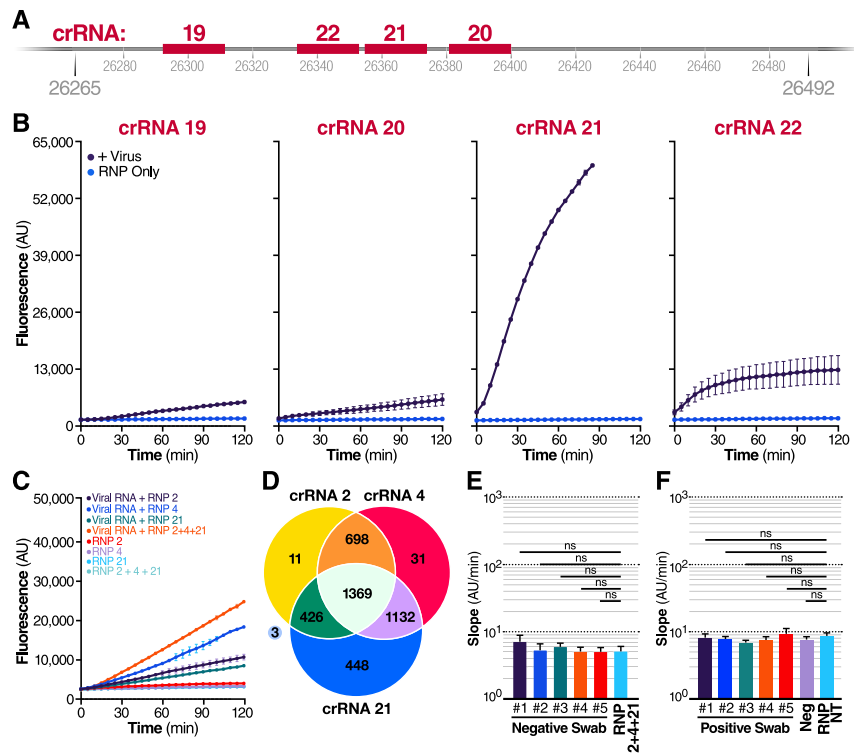 A
crRNA: 19 22 21 20
26280 26300 26320 26340 26360 26380 26400 26420 26440 26460 26480
26265 26492
B
crRNA 19 crRNA 20 crRNA 21 crRNA 22
65,000
52,000
39,000
26,000
13,000
0
Fluorescence (AU)
+ Virus
RNP Only
0 30 60 90 120 0 30 60 90 120 0 30 60 90 120 0 30 60 90 120
Time (min) Time (min) Time (min) Time (min)
C
50,000
40,000
30,000
20,000
10,000
0
Fluorescence (AU)
Viral RNA + RNP 2
Viral RNA + RNP 4
Viral RNA + RNP 21
Viral RNA + RNP 2+4+21
RNP 2
RNP 4
RNP 21
RNP 2 + 4 + 21
0 30 60 90 120
Time (min)
D
crRNA 2 crRNA 4
698
11 31
1369
426 1132
3
448
crRNA 21
E
10³
10²
10¹
10⁰
Slope (AU/min)
ns
ns
ns
ns
ns
#1 #2 #3 #4 #5 RNP 2+4+21
Negative Swab
F
10³
10²
10¹
10⁰
Slope (AU/min)
ns
ns
ns
ns
ns
ns
#1 #2 #3 #4 #5 Neg RNP NT
Positive Swab